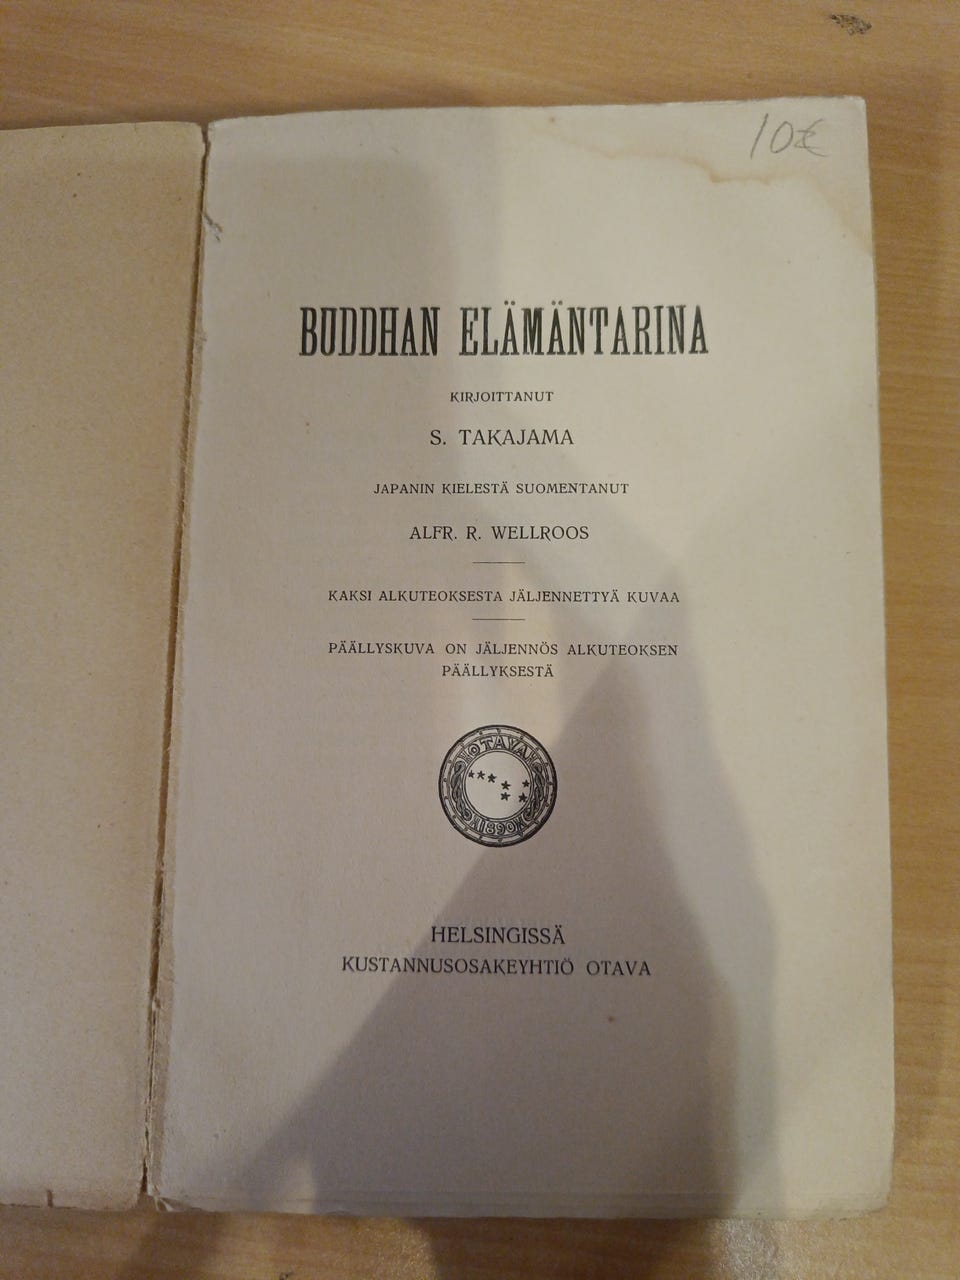 10€
BUDDHAN ELÄMÄNTARINA
KIRJOITTANUT
S. TAKAJAMA
JAPANIN KIELESTÄ SUOMENTANUT
ALFR. R. WELLROOS
KAKSI ALKUTEOKSESTA JÄLJENNETTYÄ KUVAA
PÄÄLLYSKUVA ON JÄLJENNÖS ALKUTEOKSEN
PÄÄLLYKSESTÄ
OTAVA
1890
HELSINGISSÄ
KUSTANNUSOSAKEYHTIÖ OTAVA